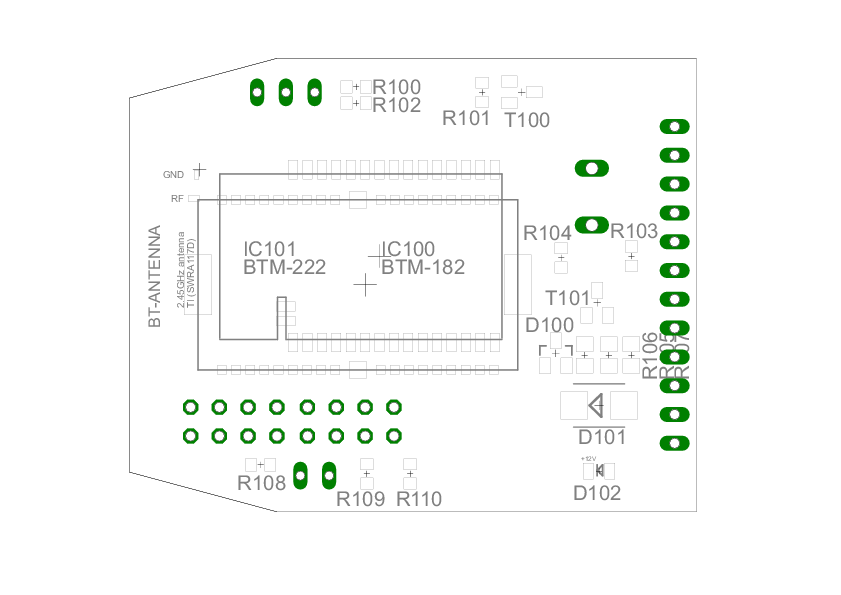 R100
R102
R101
T100
GND
RF
R104
R103
IC101
BTM-222
IC100
BTM-182
BT-ANTENNA
2.45GHz antenna
TI (SWRA117D)
T101
D100
R106
R105
R107
D101
+12V
D102
R108
R109
R110